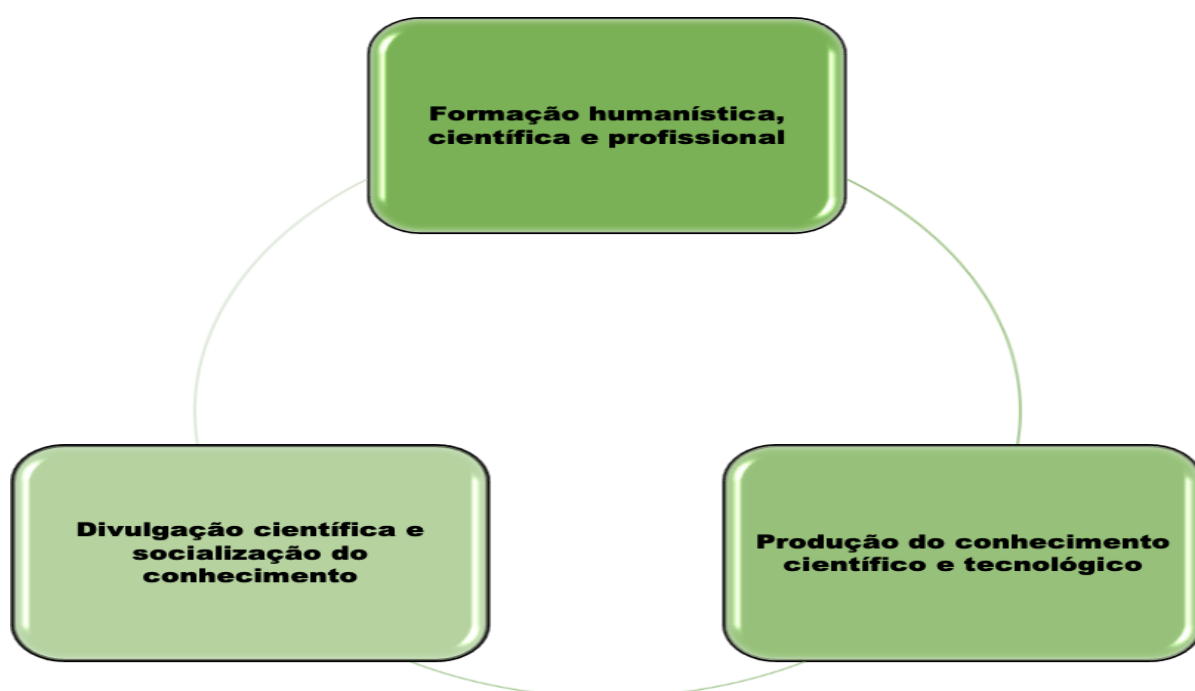 Formação humanística,
científica e profissional
Divulgação científica e
socialização do
conhecimento
Produção do conhecimento
científico e tecnológico